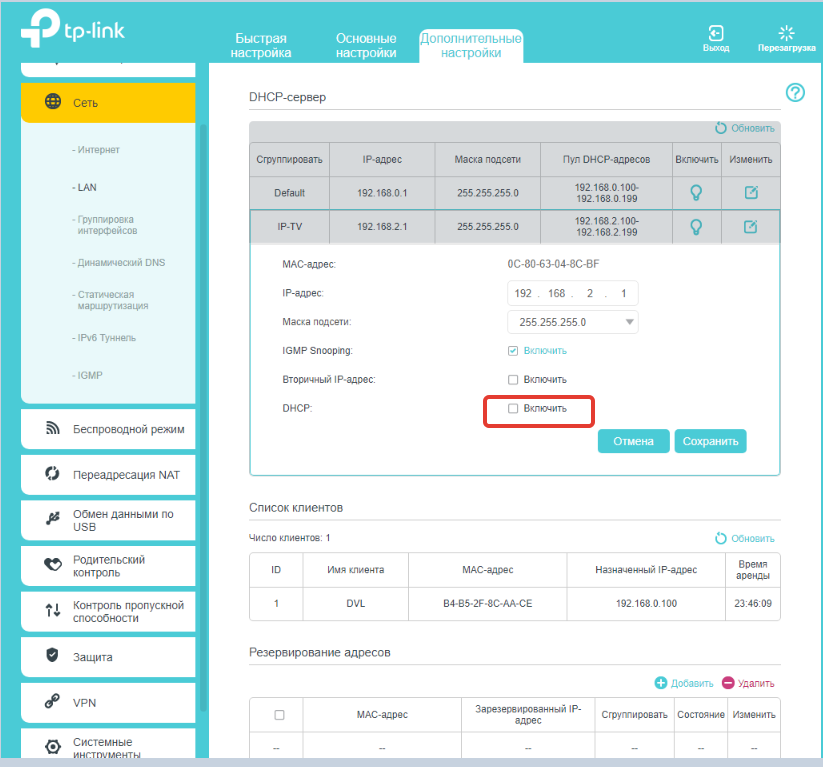 tp-link
Быстрая настройка
Основные настройки
Дополнительные настройки
Выход
Перезагрузка
Сеть
- Интернет
- LAN
- Группировка интерфейсов
- Динамический DNS
- Статическая маршрутизация
- IPv6 Туннель
- IGMP
Беспроводной режим
Переадресация NAT
Обмен данными по USB
Родительский контроль
Контроль пропускной способности
Защита
VPN
Системные инструменты
DHCP-сервер
?
Обновить
Сгруппировать IP-адрес Маска подсети Пул DHCP-адресов Включить Изменить
Default 192.168.0.1 255.255.255.0 192.168.0.100-192.168.0.199
IP-TV 192.168.2.1 255.255.255.0 192.168.2.100-192.168.2.199
MAC-адрес: 0C-80-63-04-8C-BF
IP-адрес: 192 . 168 . 2 . 1
Маска подсети: 255.255.255.0
IGMP Snooping: Включить
Вторичный IP-адрес: Включить
DHCP: Включить
Отмена Сохранить
Список клиентов
Число клиентов: 1 Обновить
ID Имя клиента MAC-адрес Назначенный IP-адрес Время аренды
1 DVL B4-B5-2F-8C-AA-CE 192.168.0.100 23:46:09
Резервирование адресов
Добавить Удалить
MAC-адрес Зарезервированный IP-адрес Сгруппировать Состояние Изменить
-- -- -- -- -- --